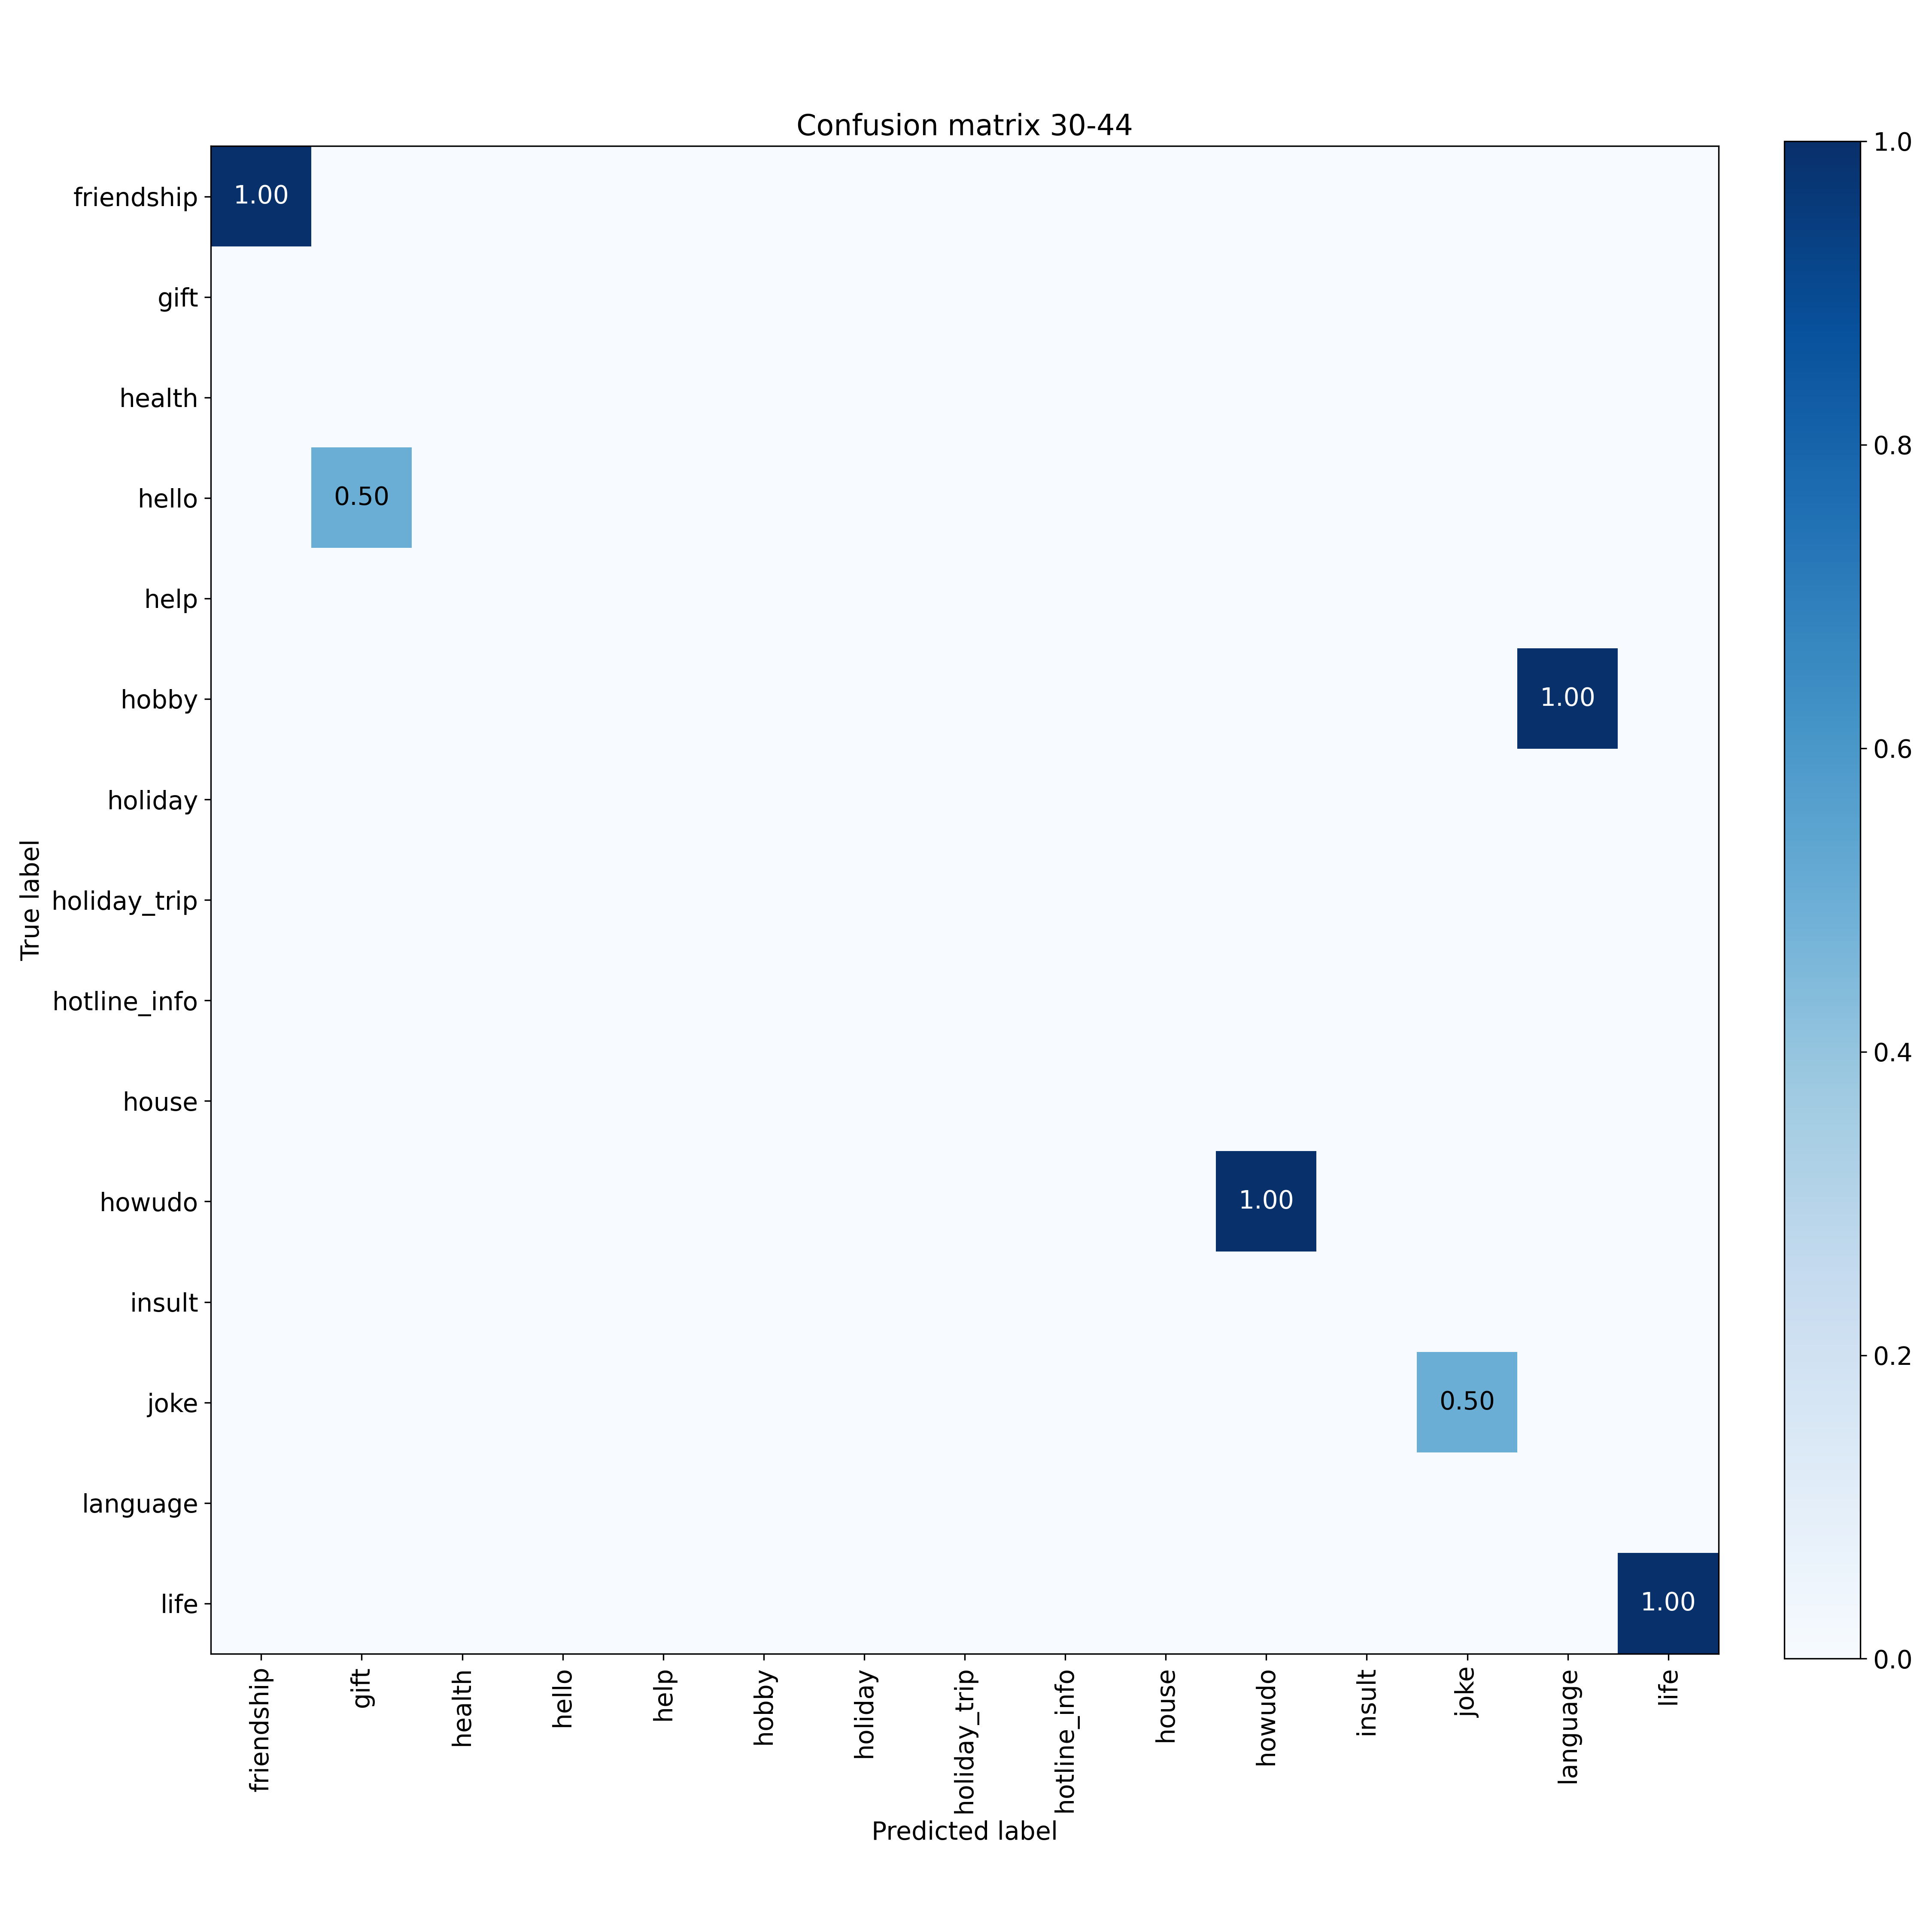 Confusion matrix 30-44
True label
friendship
gift
health
hello
help
hobby
holiday
holiday_trip
hotline_info
house
howudo
insult
joke
language
life
1.00
0.50
1.00
1.00
0.50
1.00
friendship
gift
health
hello
help
hobby
holiday
holiday_trip
hotline_info
house
howudo
insult
joke
language
life
Predicted label
1.0
0.8
0.6
0.4
0.2
0.0